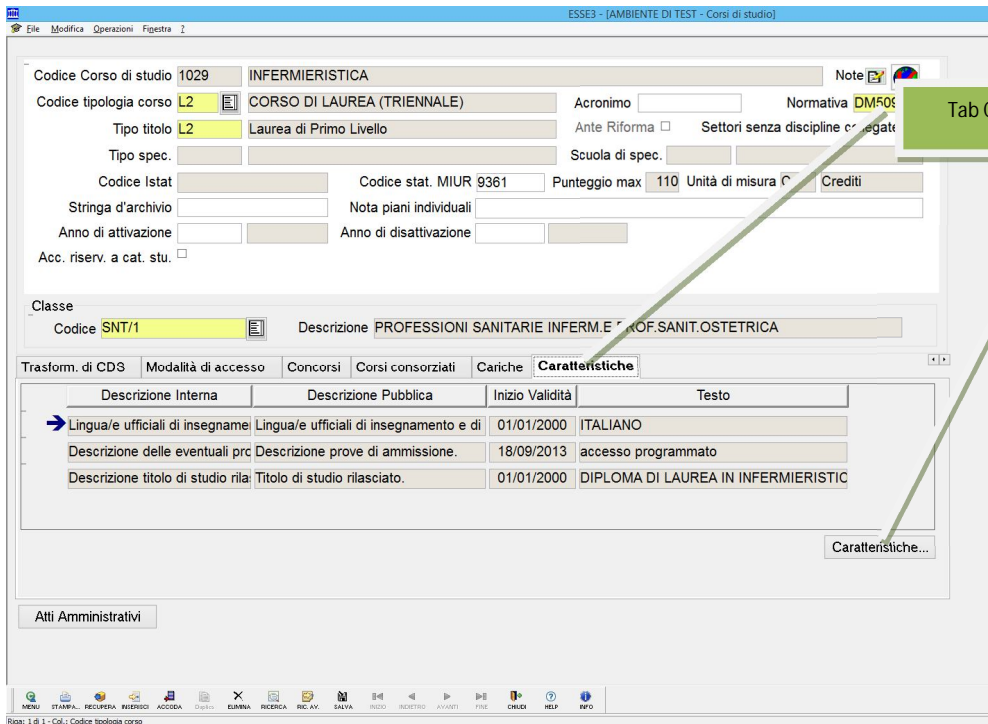 ESSE3 - [AMBIENTE DI TEST - Corsi di studio]
File Modifica Operazioni Finestra ?
Codice Corso di studio 1029 INFERMIERISTICA Note
Codice tipologia corso L2 CORSO DI LAUREA (TRIENNALE) Acronimo Normativa DM509
Tab
Tipo titolo L2 Laurea di Primo Livello Ante Riforma Settori senza discipline collegate
Tipo spec. Scuola di spec.
Codice Istat Codice stat. MIUR 9361 Punteggio max 110 Unità di misura C Crediti
Stringa d'archivio Nota piani individuali
Anno di attivazione Anno di disattivazione
Acc. riserv. a cat. stu.
Classe
Codice SNT/1 Descrizione PROFESSIONI SANITARIE INFERM.E PROF.SANIT.OSTETRICA
Trasform. di CDS Modalità di accesso Concorsi Corsi consorziati Cariche Caratteristiche
Descrizione Interna Descrizione Pubblica Inizio Validità Testo
Lingua/e ufficiali di insegnamei Lingua/e ufficiali di insegnamento e di 01/01/2000 ITALIANO
Descrizione delle eventuali prc Descrizione prove di ammissione. 18/09/2013 accesso programmato
Descrizione titolo di studio rila: Titolo di studio rilasciato. 01/01/2000 DIPLOMA DI LAUREA IN INFERMIERISTIC
Caratteristiche...
Atti Amministrativi
MENU STAMPA... RECUPERA INSERISCI ACCODA Duplica ELIMINA RICERCA RIC. AV. SALVA INIZIO INDIETRO AVANTI FINE CHIUDI HELP INFO
Riga: 1 di 1 - Col.: Codice tipologia corso